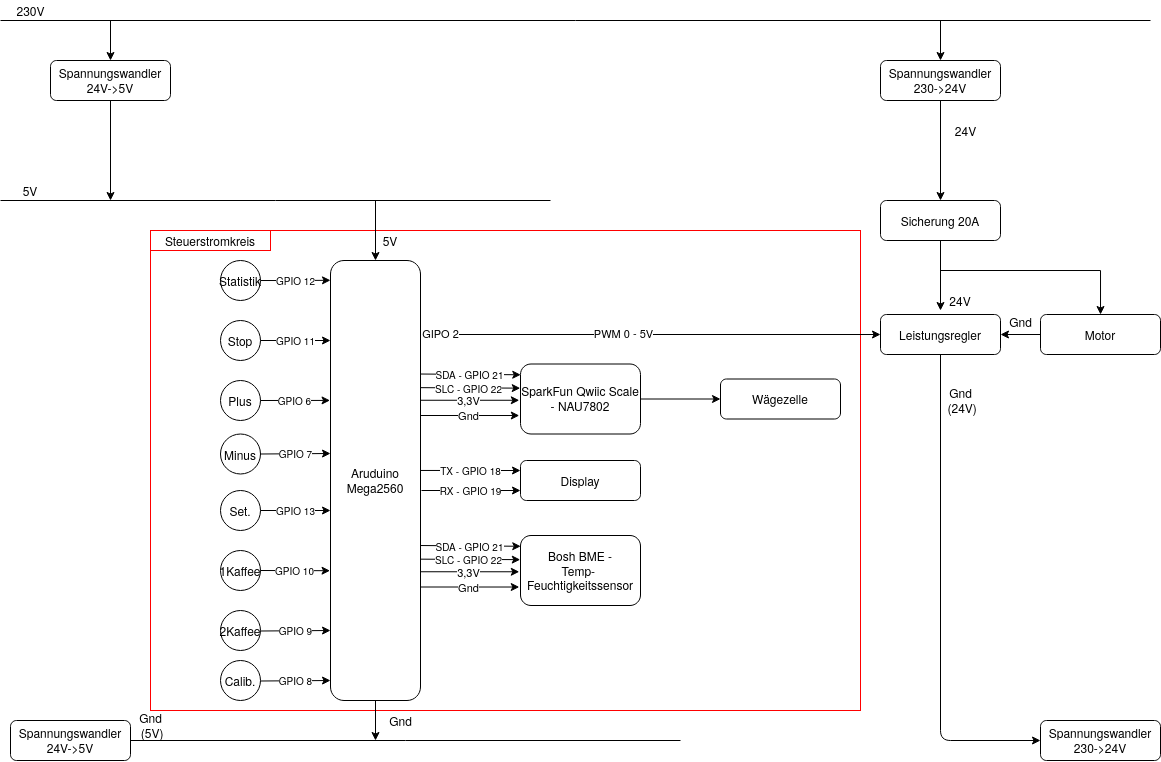 230V
Spannungswandler
24V->5V
Spannungswandler
230->24V
24V
5V
Sicherung 20A
Steuerstromkreis
5V
Statistik
GPIO 12
24V
Gnd
Stop
GPIO 11
GIPO 2
PWM 0 - 5V
Leistungsregler
Motor
SDA - GPIO 21
SLC - GPIO 22
3,3V
Gnd
SparkFun Qwiic Scale
- NAU7802
Wägezelle
Plus
GPIO 6
Gnd
(24V)
Minus
GPIO 7
Aruduino
Mega2560
TX - GPIO 18
RX - GPIO 19
Display
Set.
GPIO 13
SDA - GPIO 21
SLC - GPIO 22
3,3V
Gnd
Bosh BME -
Temp-
Feuchtigkeitssensor
1Kaffee
GPIO 10
2Kaffee
GPIO 9
Calib.
GPIO 8
Gnd
(5V)
Gnd
Spannungswandler
24V->5V
Spannungswandler
230->24V